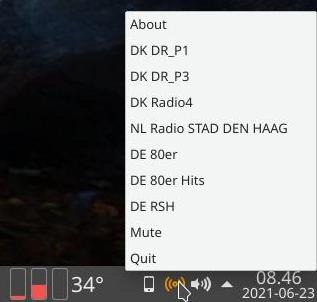 About
DK DR_P1
DK DR_P3
DK Radio4
NL Radio STAD DEN HAAG
DE 80er
DE 80er Hits
DE RSH
Mute
Quit
34°
08.46
2021-06-23